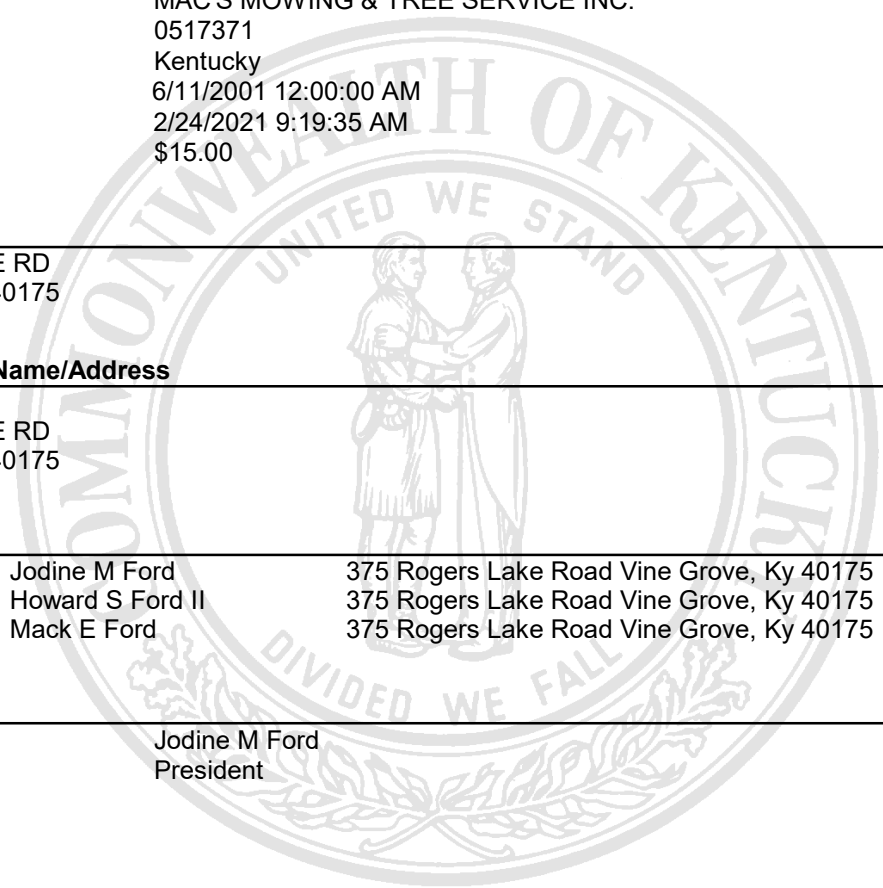 MAC'S MOWING & TREE SERVICE INC.
0517371
Kentucky
6/11/2001 12:00:00 AM
2/24/2021 9:19:35 AM
$15.00
COMMONWEALTH OF KENTUCKY
UNITED WE STAND
E RD
40175
Name/Address
E RD
40175
Jodine M Ford 375 Rogers Lake Road Vine Grove, Ky 40175
Howard S Ford II 375 Rogers Lake Road Vine Grove, Ky 40175
Mack E Ford 375 Rogers Lake Road Vine Grove, Ky 40175
DIVIDED WE FALL
Jodine M Ford
President